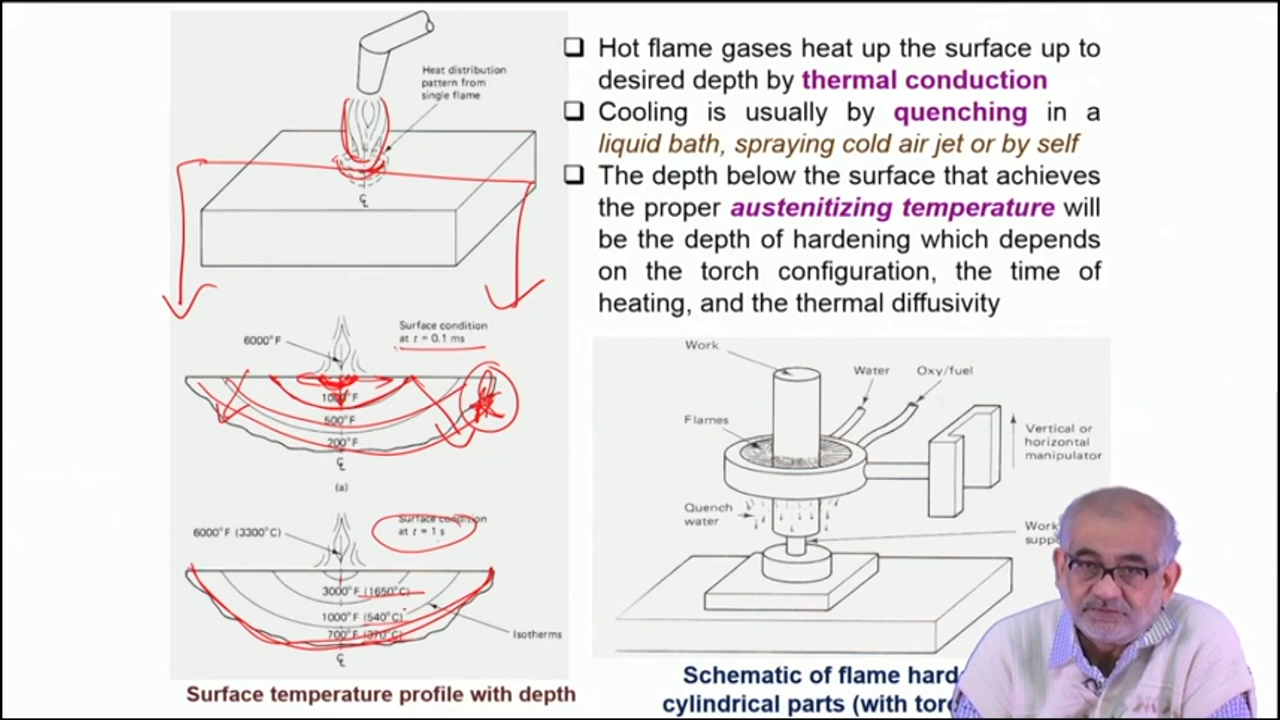 Heat distribution
pattern from
single flame
℄
6000°F
Surface condition
at t = 0.1 ms
500°F
200°F
℄
(a)
6000°F (3300°C)
Surface condition
at t = 1 s
3000°F (1650°C)
1000°F (540°C)
700°F (370°C)
Isotherms
℄
Surface temperature profile with depth
❑ Hot flame gases heat up the surface up to
desired depth by thermal conduction
❑ Cooling is usually by quenching in a
liquid bath, spraying cold air jet or by self
❑ The depth below the surface that achieves
the proper austenitizing temperature will
be the depth of hardening which depends
on the torch configuration, the time of
heating, and the thermal diffusivity
Work
Water
Oxy/fuel
Flames
Vertical or
horizontal
manipulator
Quench
water
Work
Schematic of flame hard
cylindrical parts (with